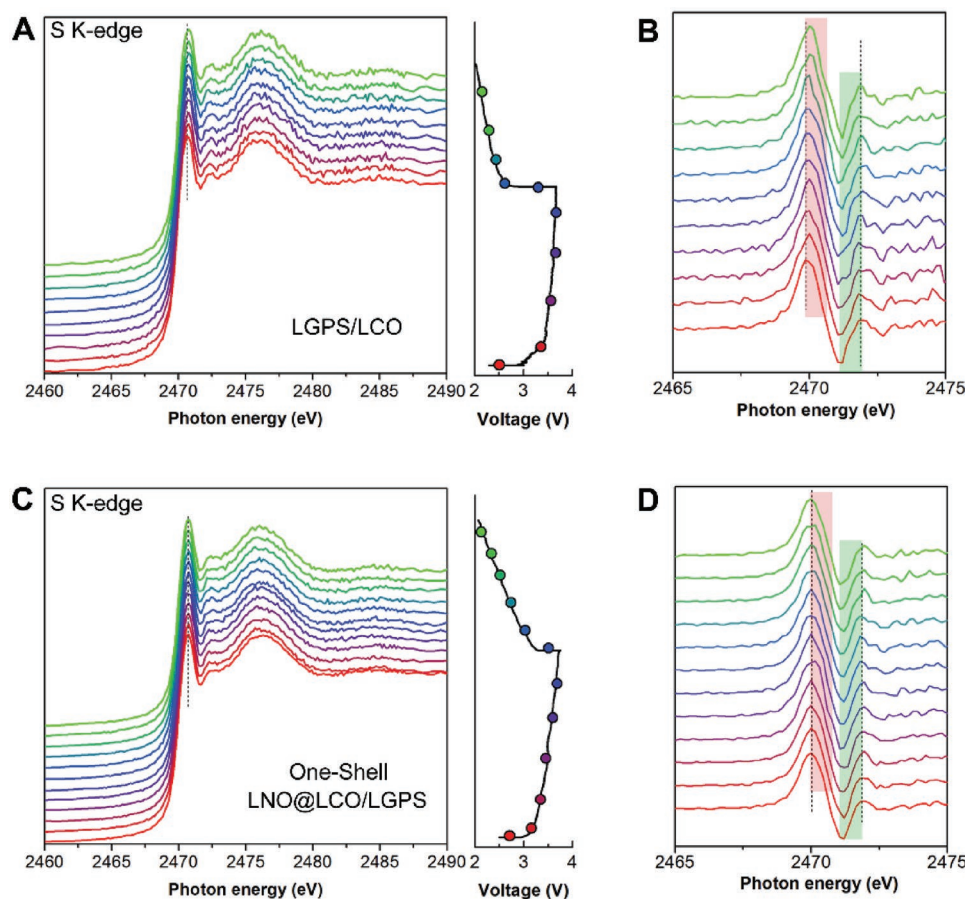 A
S K-edge
LGPS/LCO
2460 2465 2470 2475 2480 2485 2490
Photon energy (eV)
2 3 4
Voltage (V)
B
2465 2470 2475
Photon energy (eV)
C
S K-edge
One-Shell
LNO@LCO/LGPS
2460 2465 2470 2475 2480 2485 2490
Photon energy (eV)
2 3 4
Voltage (V)
D
2465 2470 2475
Photon energy (eV)